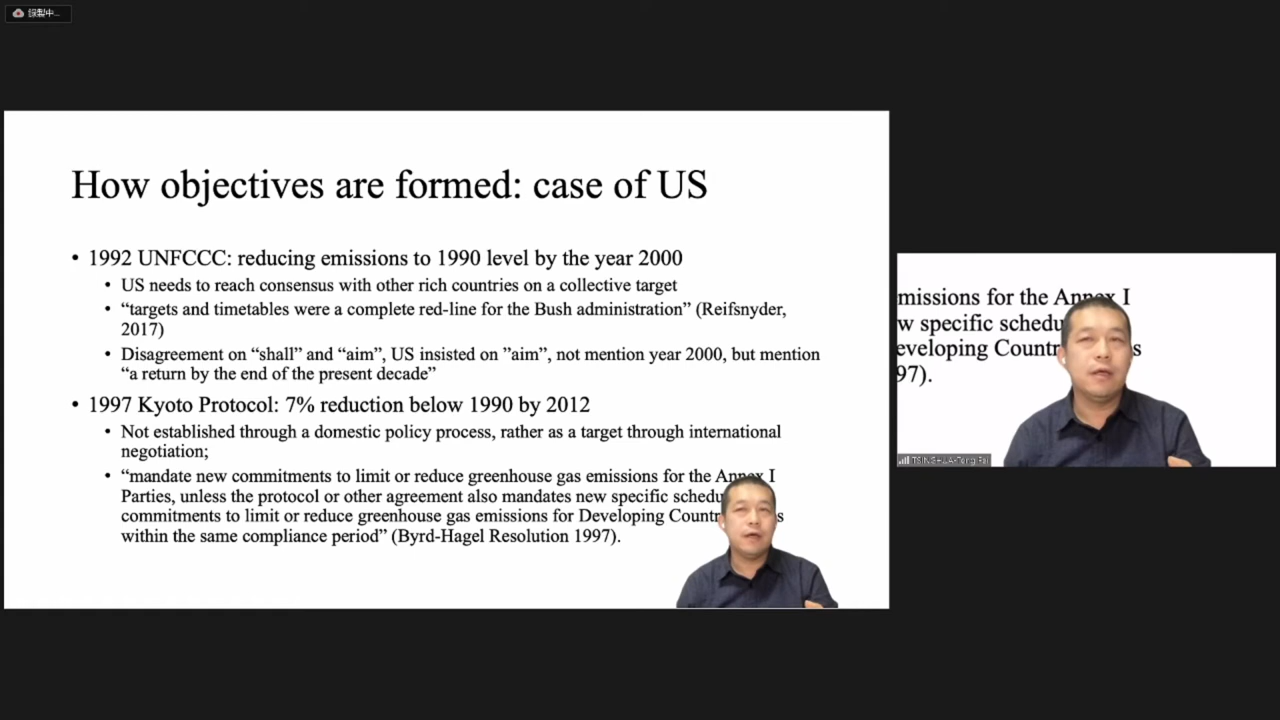 錄製中...
How objectives are formed: case of US
• 1992 UNFCCC: reducing emissions to 1990 level by the year 2000
• US needs to reach consensus with other rich countries on a collective target
• “targets and timetables were a complete red-line for the Bush administration” (Reifsnyder,
2017)
• Disagreement on “shall” and “aim”, US insisted on ”aim”, not mention year 2000, but mention
“a return by the end of the present decade”
• 1997 Kyoto Protocol: 7% reduction below 1990 by 2012
• Not established through a domestic policy process, rather as a target through international
negotiation;
• “mandate new commitments to limit or reduce greenhouse gas emissions for the Annex I
Parties, unless the protocol or other agreement also mandates new specific schedu
commitments to limit or reduce greenhouse gas emissions for Developing Countr s
within the same compliance period” (Byrd-Hagel Resolution 1997).
missions for the Annex I
w specific schedu
eveloping Countr s
97).